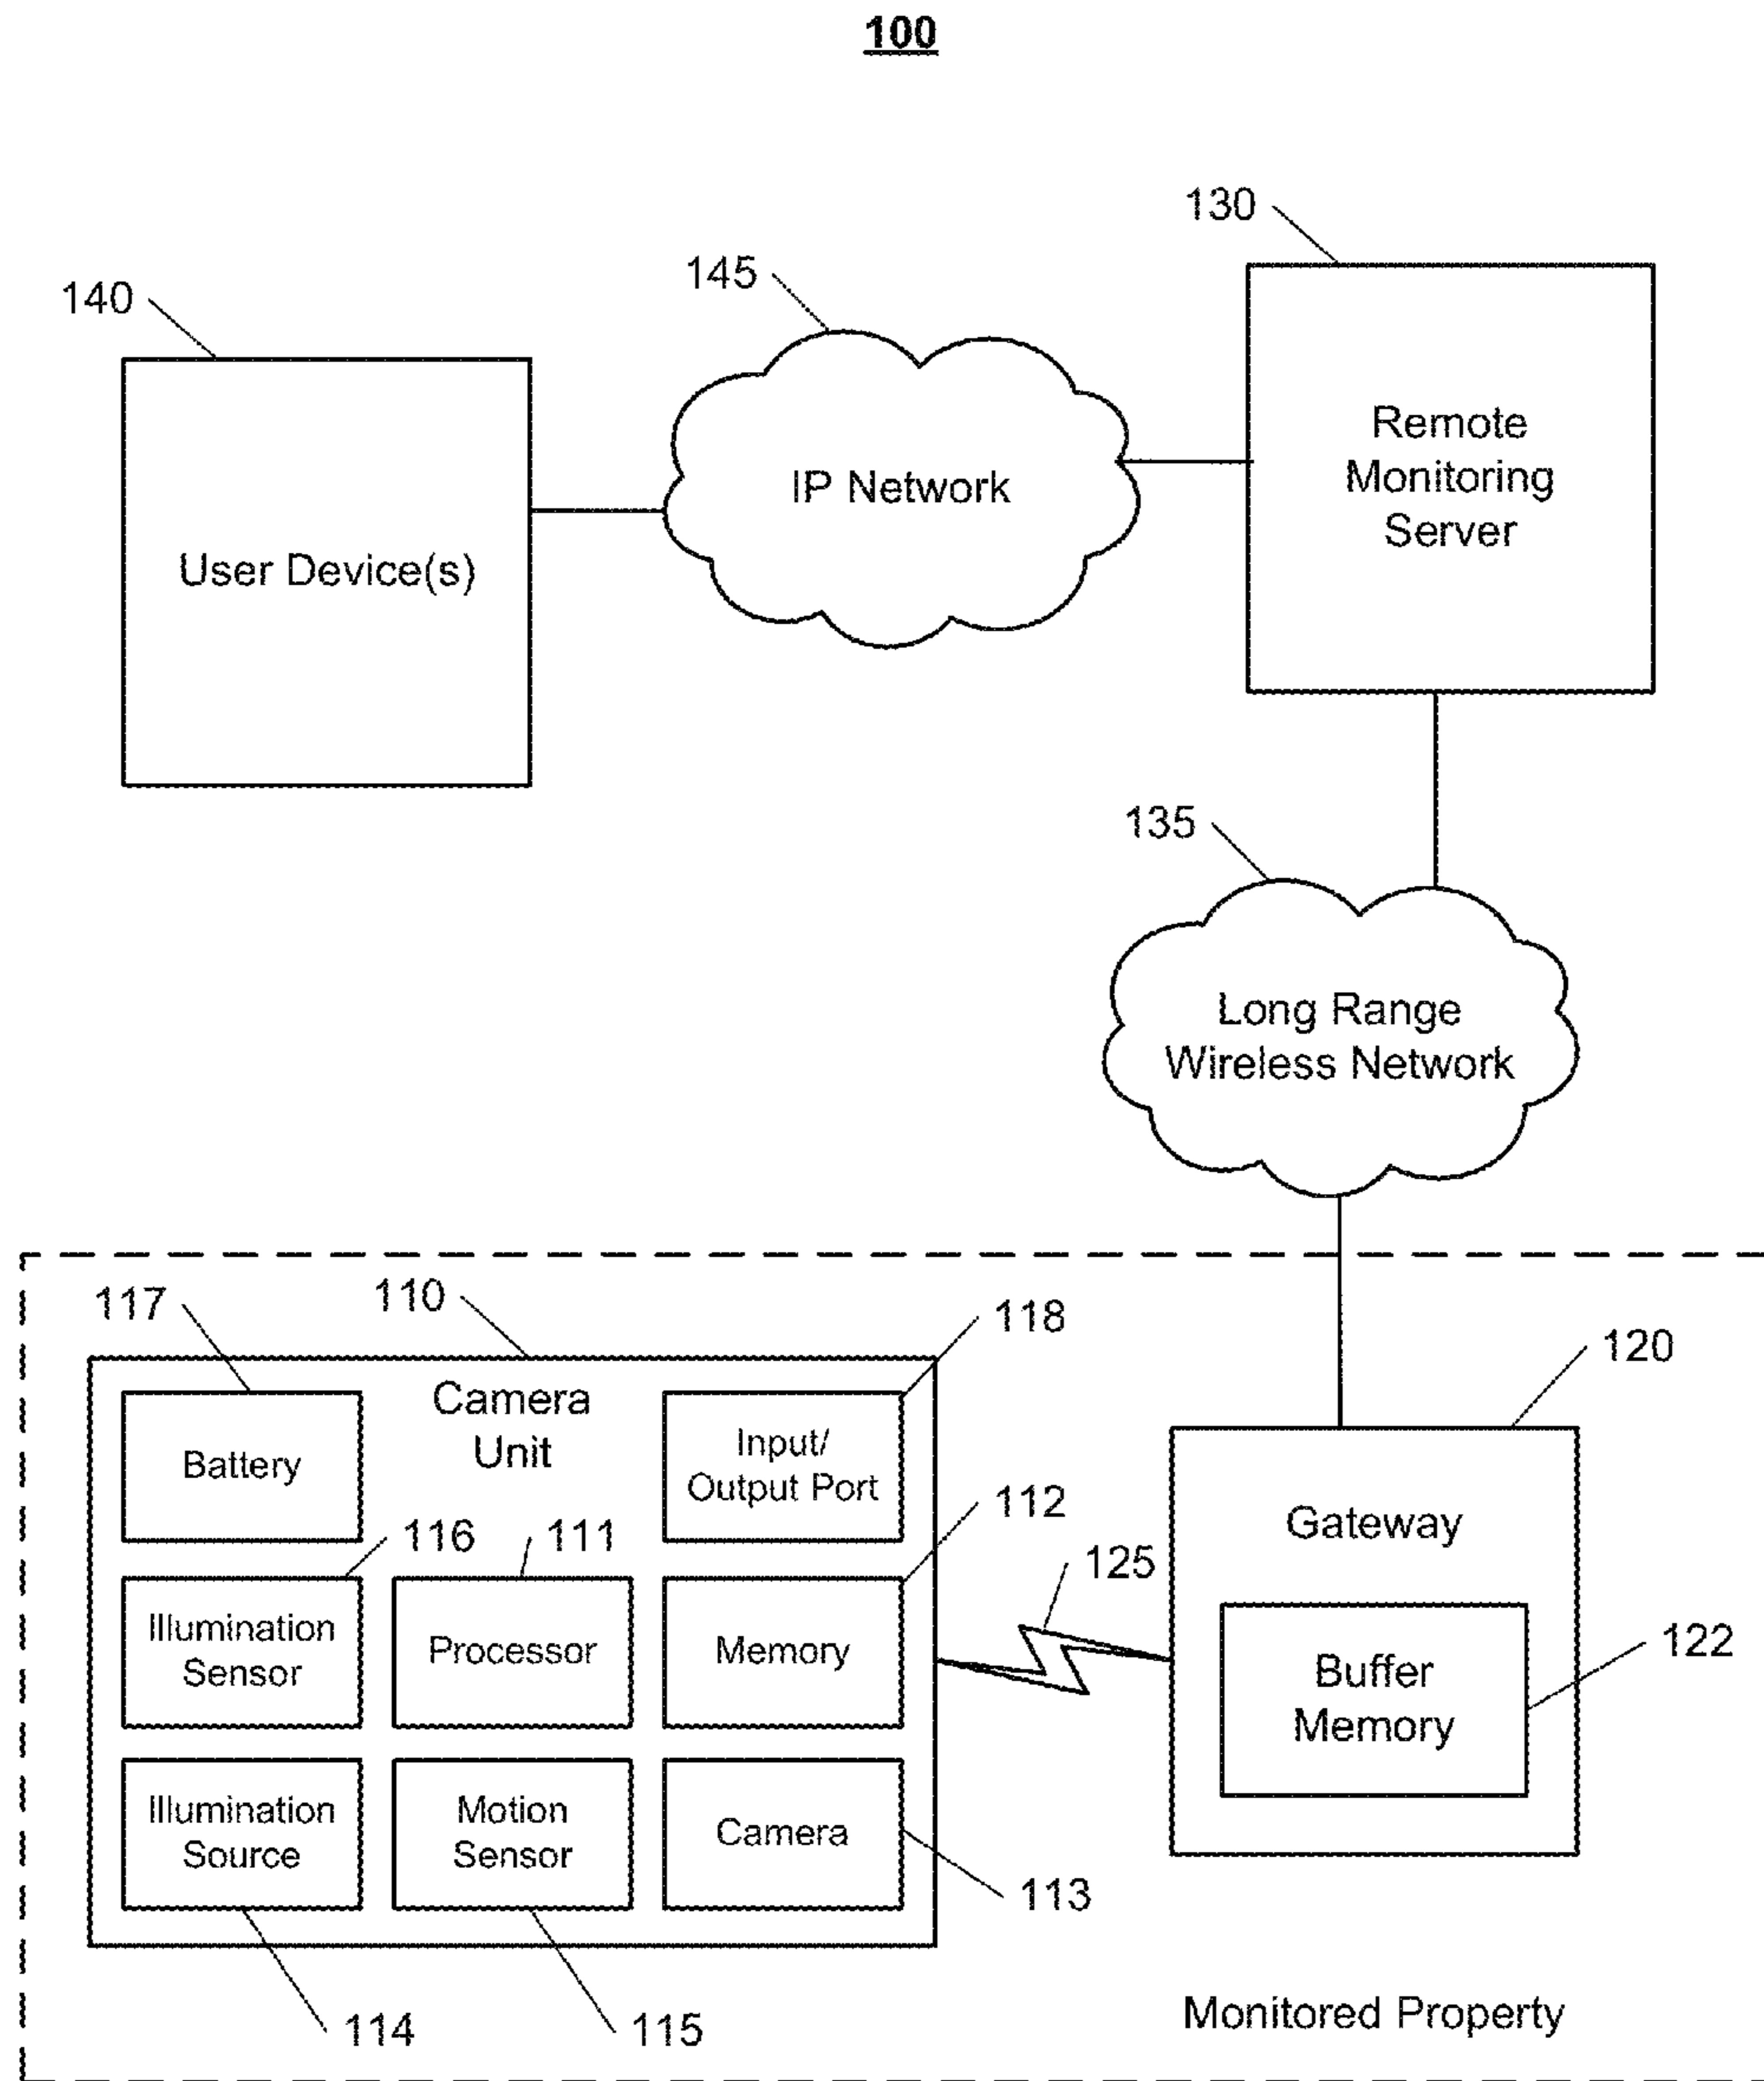 100
130
145
140
Remote
Monitoring
Server
IP Network
User Device(s)
135
Long Range
Wireless Network
117
110
118
120
Camera
Unit
Battery
Input/
Output Port
116
111
112
Gateway
125
Illumination
Sensor
Processor
Memory
Buffer
Memory
122
Illumination
Source
Motion
Sensor
Camera
113
114
115
Monitored Property